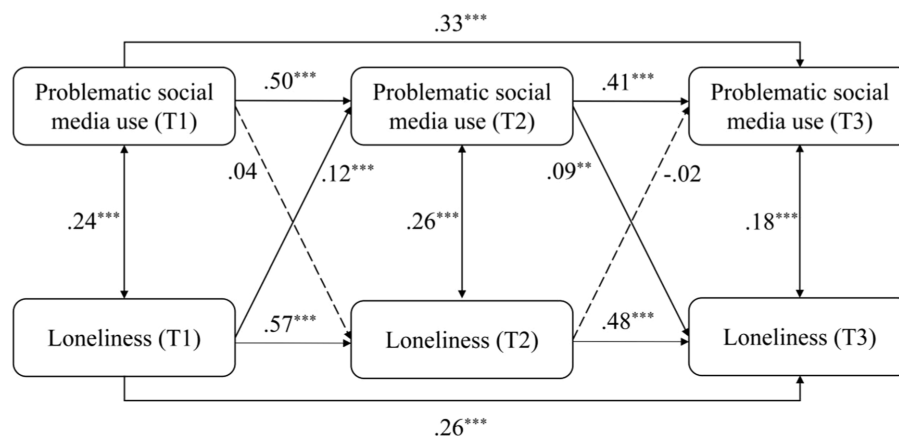 .33***
Problematic social
media use (T1)
.50***
Problematic social
media use (T2)
.41***
Problematic social
media use (T3)
.04
.12***
.09**
-.02
.24***
.26***
.18***
Loneliness (T1)
.57***
Loneliness (T2)
.48***
Loneliness (T3)
.26***